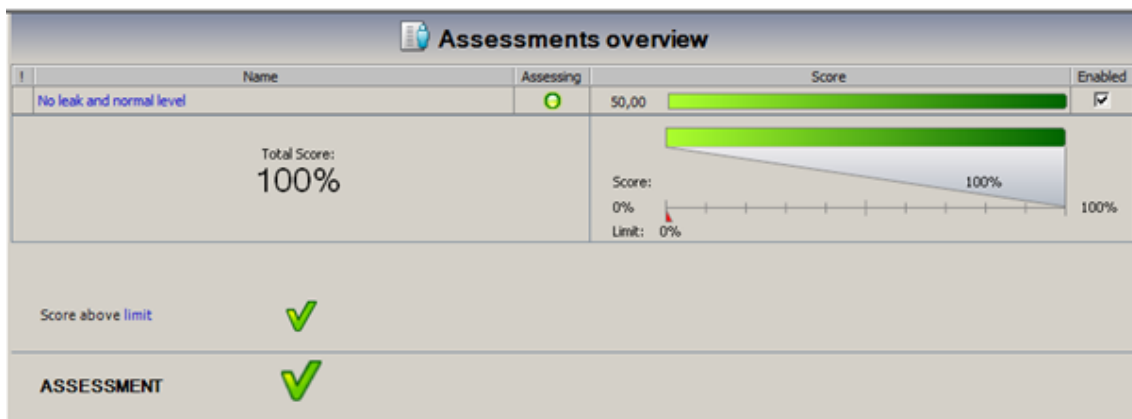 Assessments overview
! Name Assessing Score Enabled
No leak and normal level 50,00
Total Score:
100%
Score: 100%
0% 100%
Limit: 0%
Score above limit
ASSESSMENT